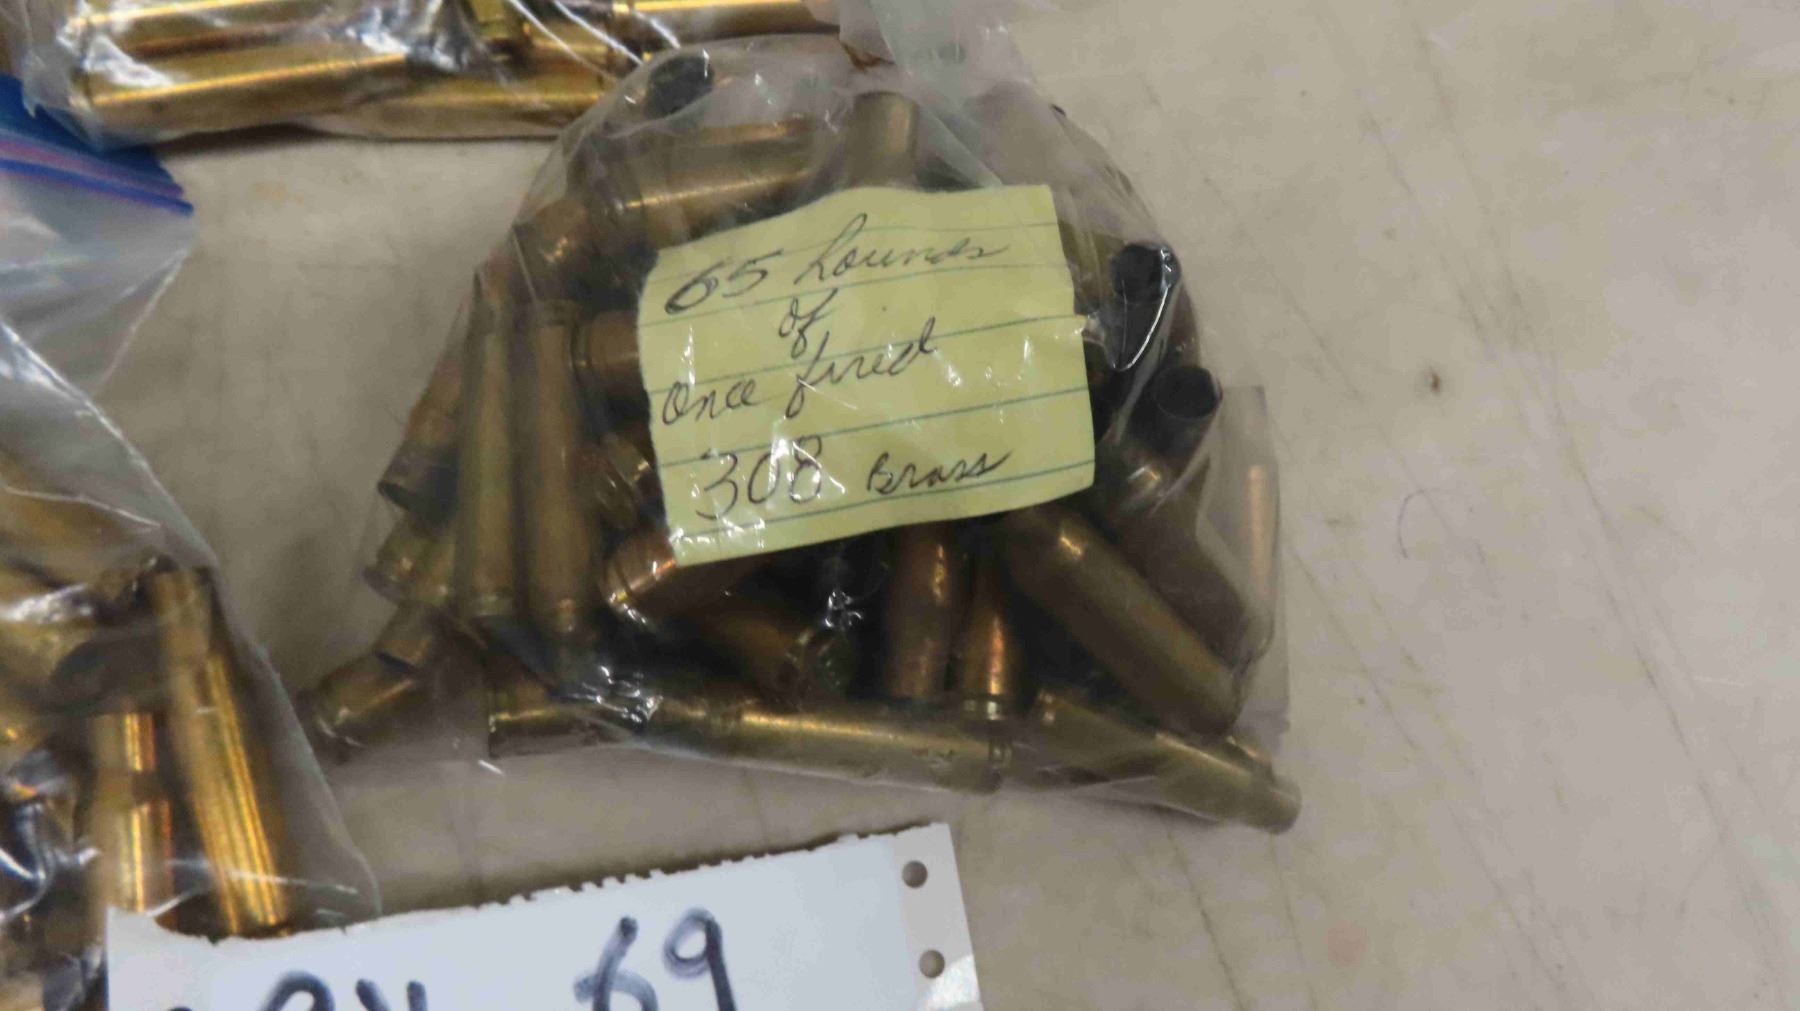 65 Rounds
of
once fired
308 Brass
69